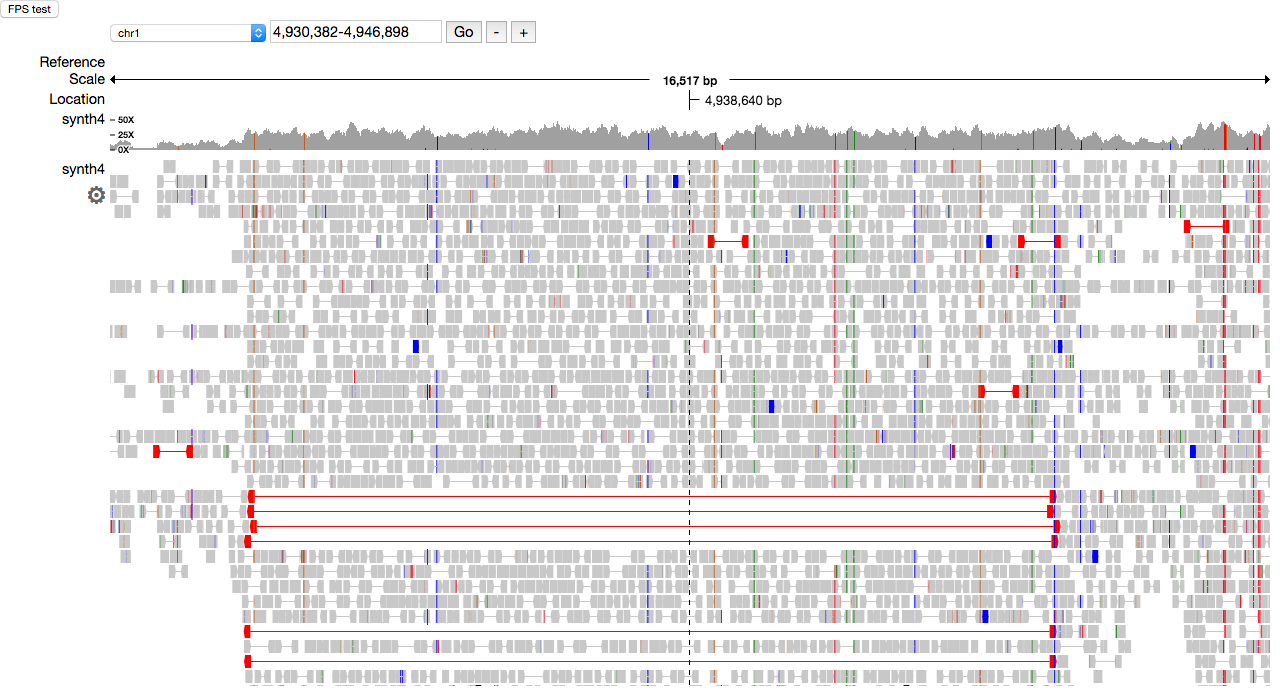 FPS test
chr1 4,930,382-4,946,898 Go - +
Reference
Scale 16,517 bp
Location 4,938,640 bp
synth4 50X
25X
0X
synth4